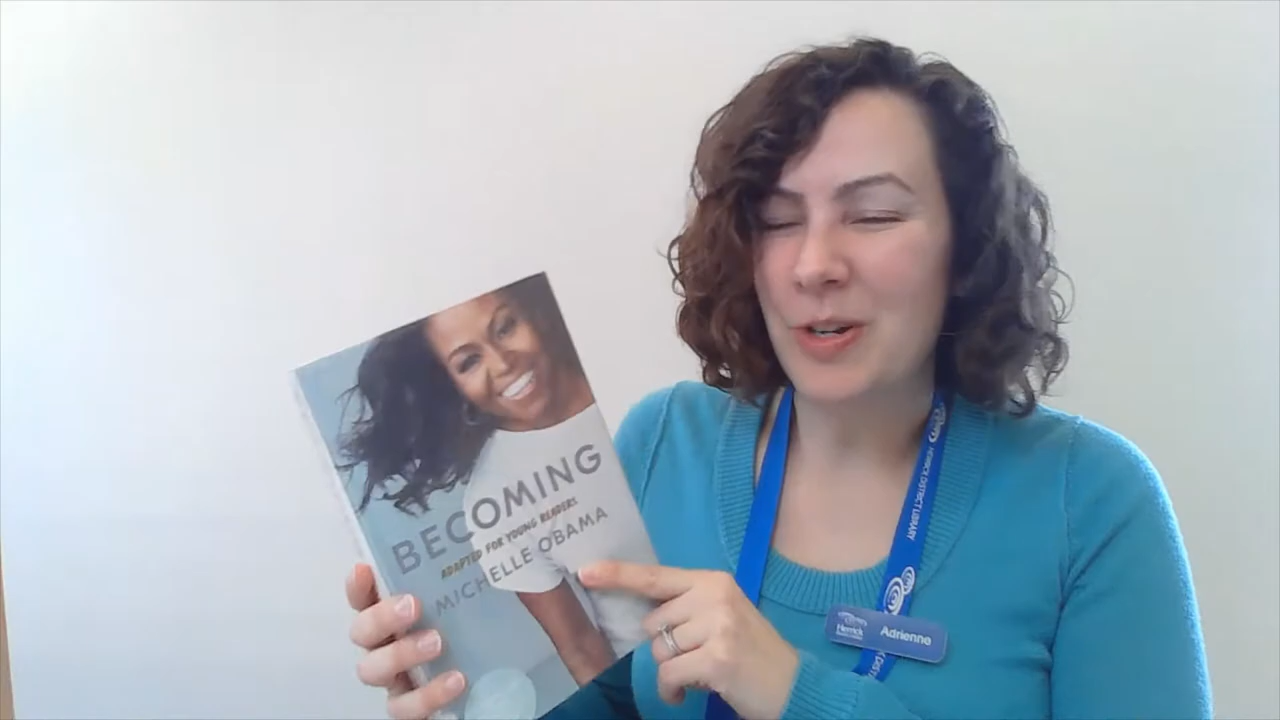 BECOMING
ADAPTED FOR YOUNG READERS
MICHELLE OBAMA
HERRICK DISTRICT LIBRARY
Herrick
Adrienne